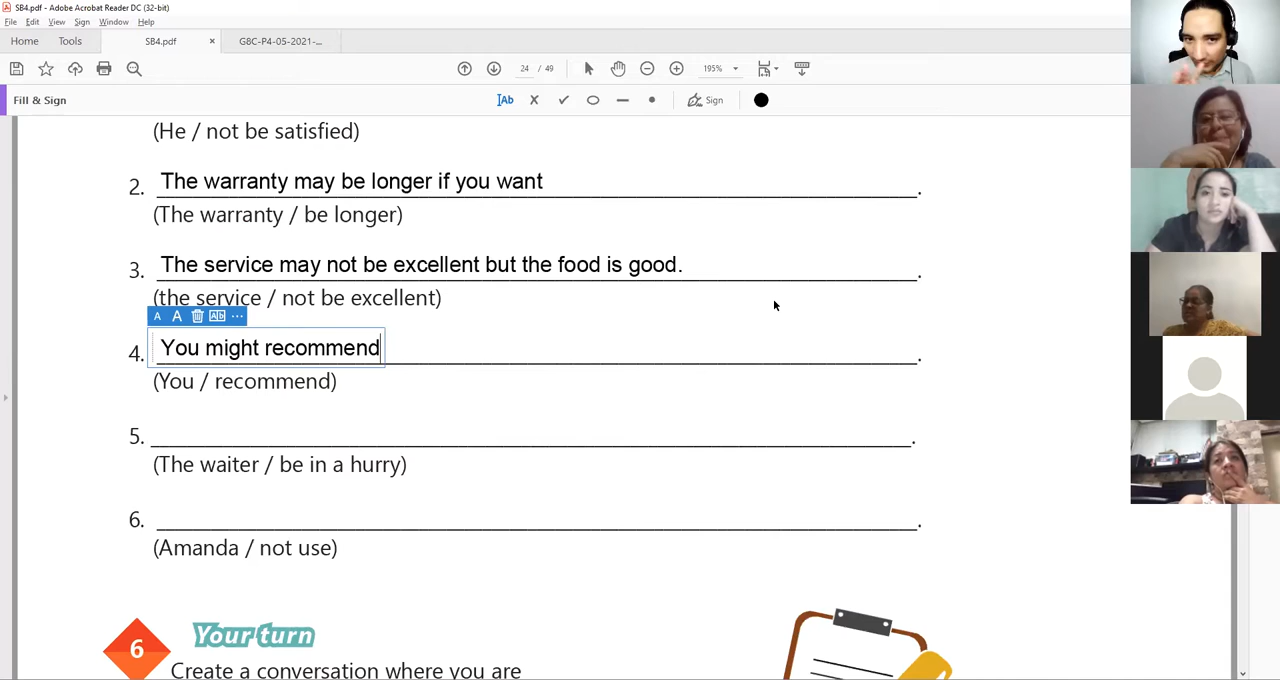 SB4.pdf - Adobe Acrobat Reader DC (32-bit)
File Edit View Sign Window Help
Home Tools SB4.pdf × GBC-P4-05-2021-...
24 / 49 195%
Fill & Sign Ab Sign
(He / not be satisfied)
2. The warranty may be longer if you want .
(The warranty / be longer)
3. The service may not be excellent but the food is good. .
(the service / not be excellent)
A A Ab ...
4. You might recommend .
(You / recommend)
5. .
(The waiter / be in a hurry)
6. .
(Amanda / not use)
6 Your turn
Create a conversation where you are